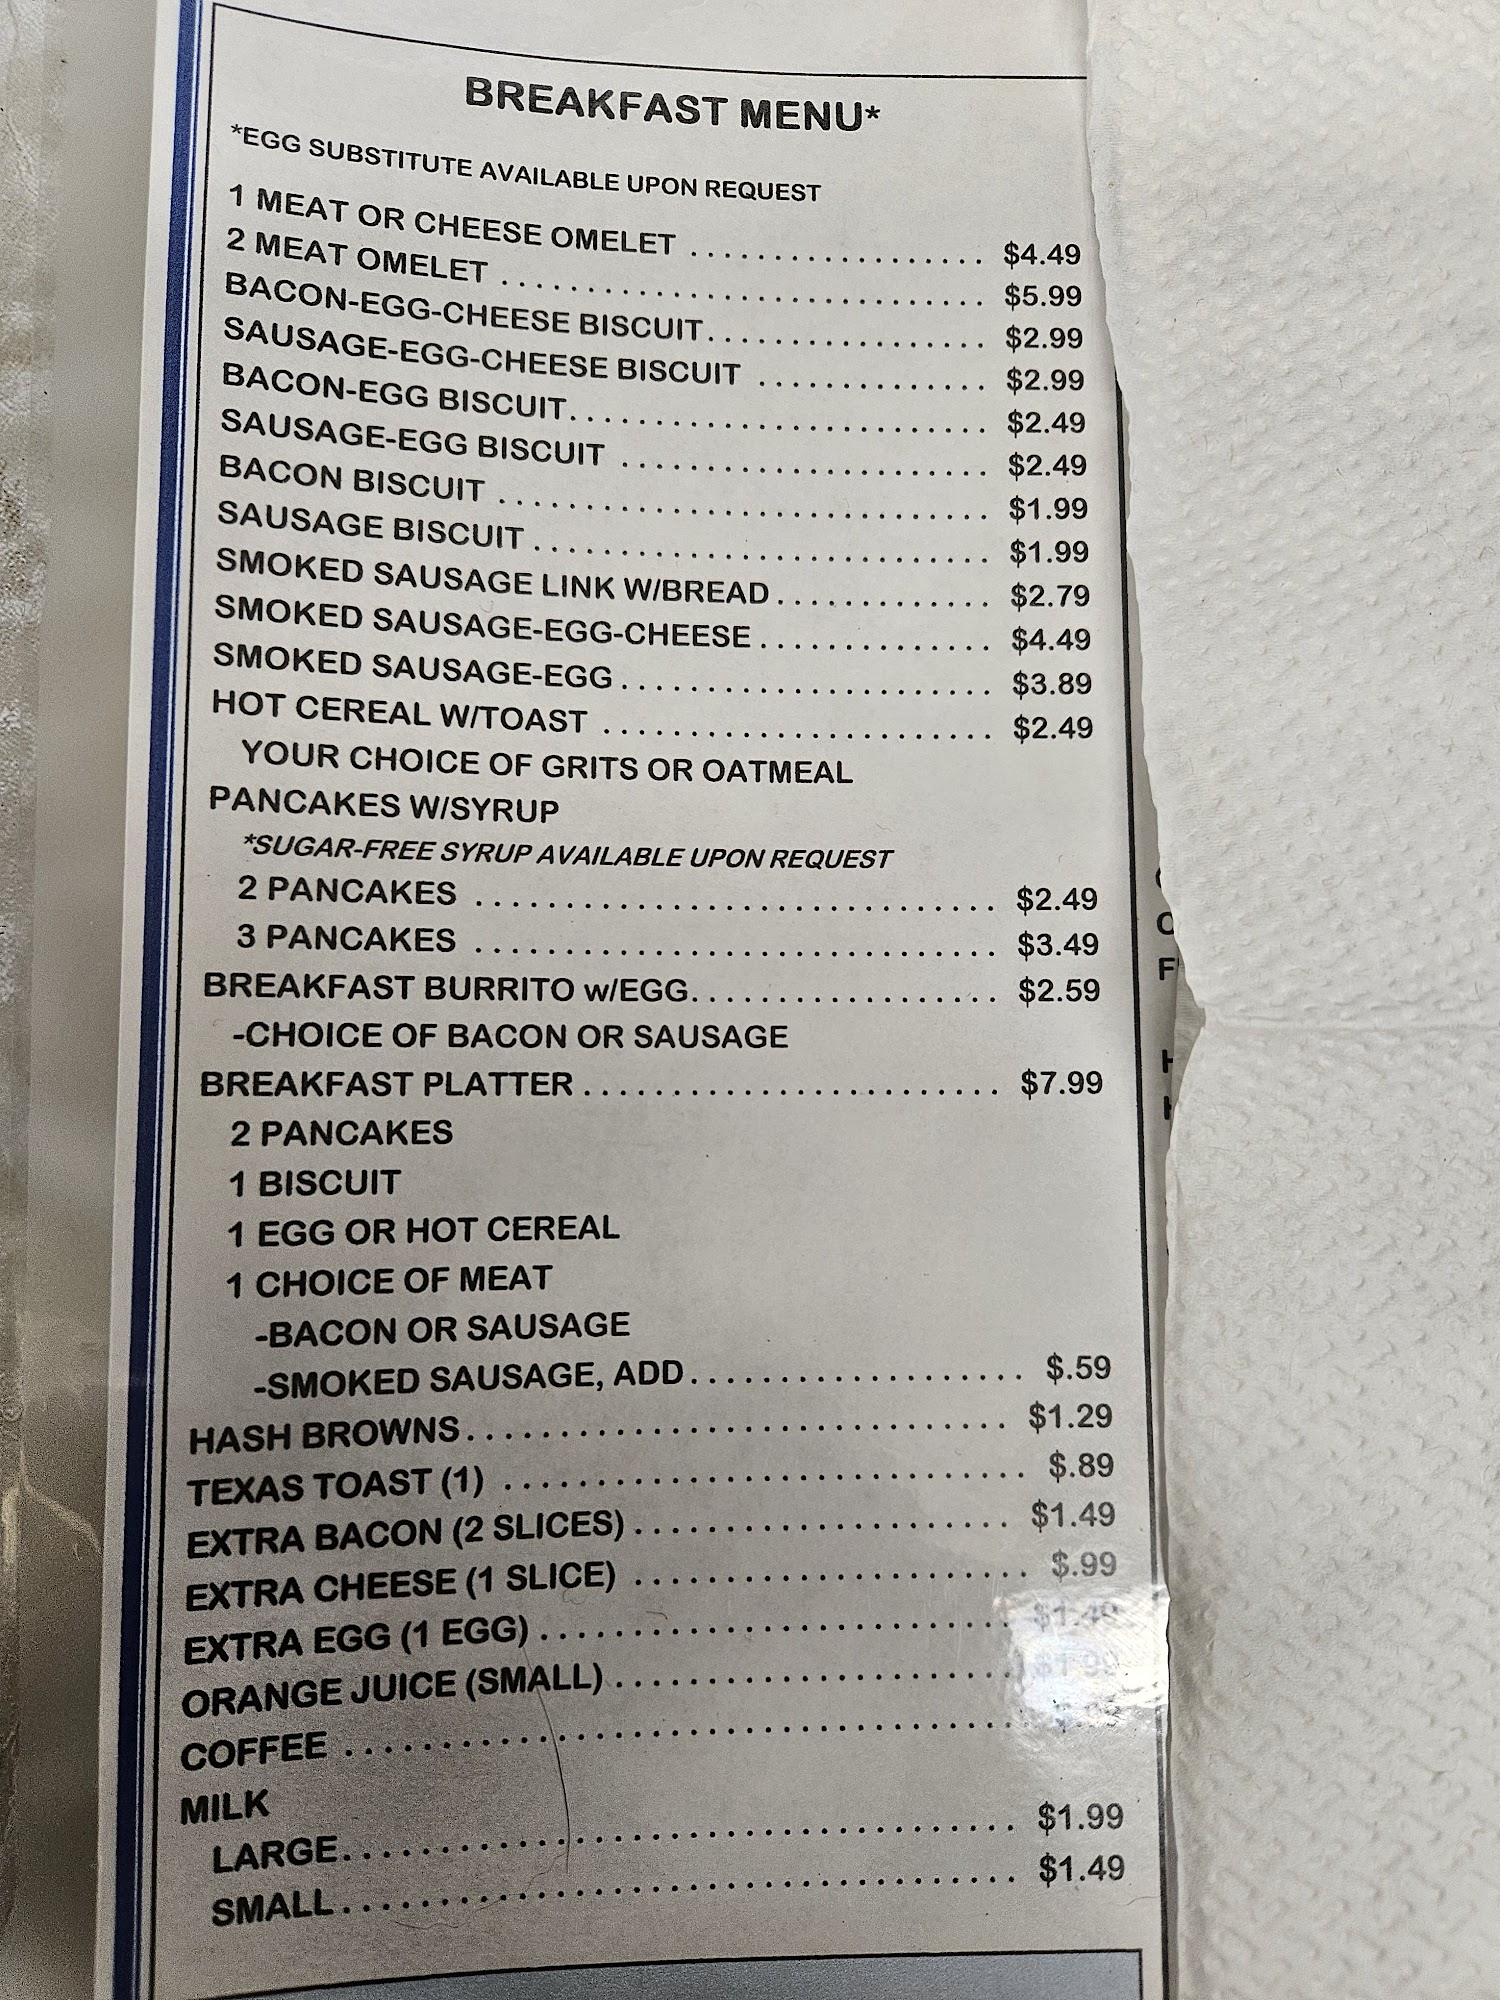 BREAKFAST MENU*
*EGG SUBSTITUTE AVAILABLE UPON REQUEST
1 MEAT OR CHEESE OMELET .................. $4.49
2 MEAT OMELET ............................. $5.99
BACON-EGG-CHEESE BISCUIT................. $2.99
SAUSAGE-EGG-CHEESE BISCUIT .............. $2.99
BACON-EGG BISCUIT......................... $2.49
SAUSAGE-EGG BISCUIT ...................... $2.49
BACON BISCUIT ............................. $1.99
SAUSAGE BISCUIT ........................... $1.99
SMOKED SAUSAGE LINK W/BREAD............. $2.79
SMOKED SAUSAGE-EGG-CHEESE.............. $4.49
SMOKED SAUSAGE-EGG...................... $3.89
HOT CEREAL W/TOAST ....................... $2.49
YOUR CHOICE OF GRITS OR OATMEAL
PANCAKES W/SYRUP
*SUGAR-FREE SYRUP AVAILABLE UPON REQUEST
2 PANCAKES ............................... $2.49
3 PANCAKES ............................... $3.49
BREAKFAST BURRITO w/EGG.................. $2.59
-CHOICE OF BACON OR SAUSAGE
BREAKFAST PLATTER........................ $7.99
2 PANCAKES
1 BISCUIT
1 EGG OR HOT CEREAL
1 CHOICE OF MEAT
-BACON OR SAUSAGE
-SMOKED SAUSAGE, ADD................... $.59
HASH BROWNS.............................. $1.29
TEXAS TOAST (1) ............................ $.89
EXTRA BACON (2 SLICES)..................... $1.49
EXTRA CHEESE (1 SLICE) ..................... $.99
EXTRA EGG (1 EGG).......................... $1.49
ORANGE JUICE (SMALL)...................... $1.99
COFFEE ....................................
MILK
LARGE..................................... $1.99
SMALL..................................... $1.49